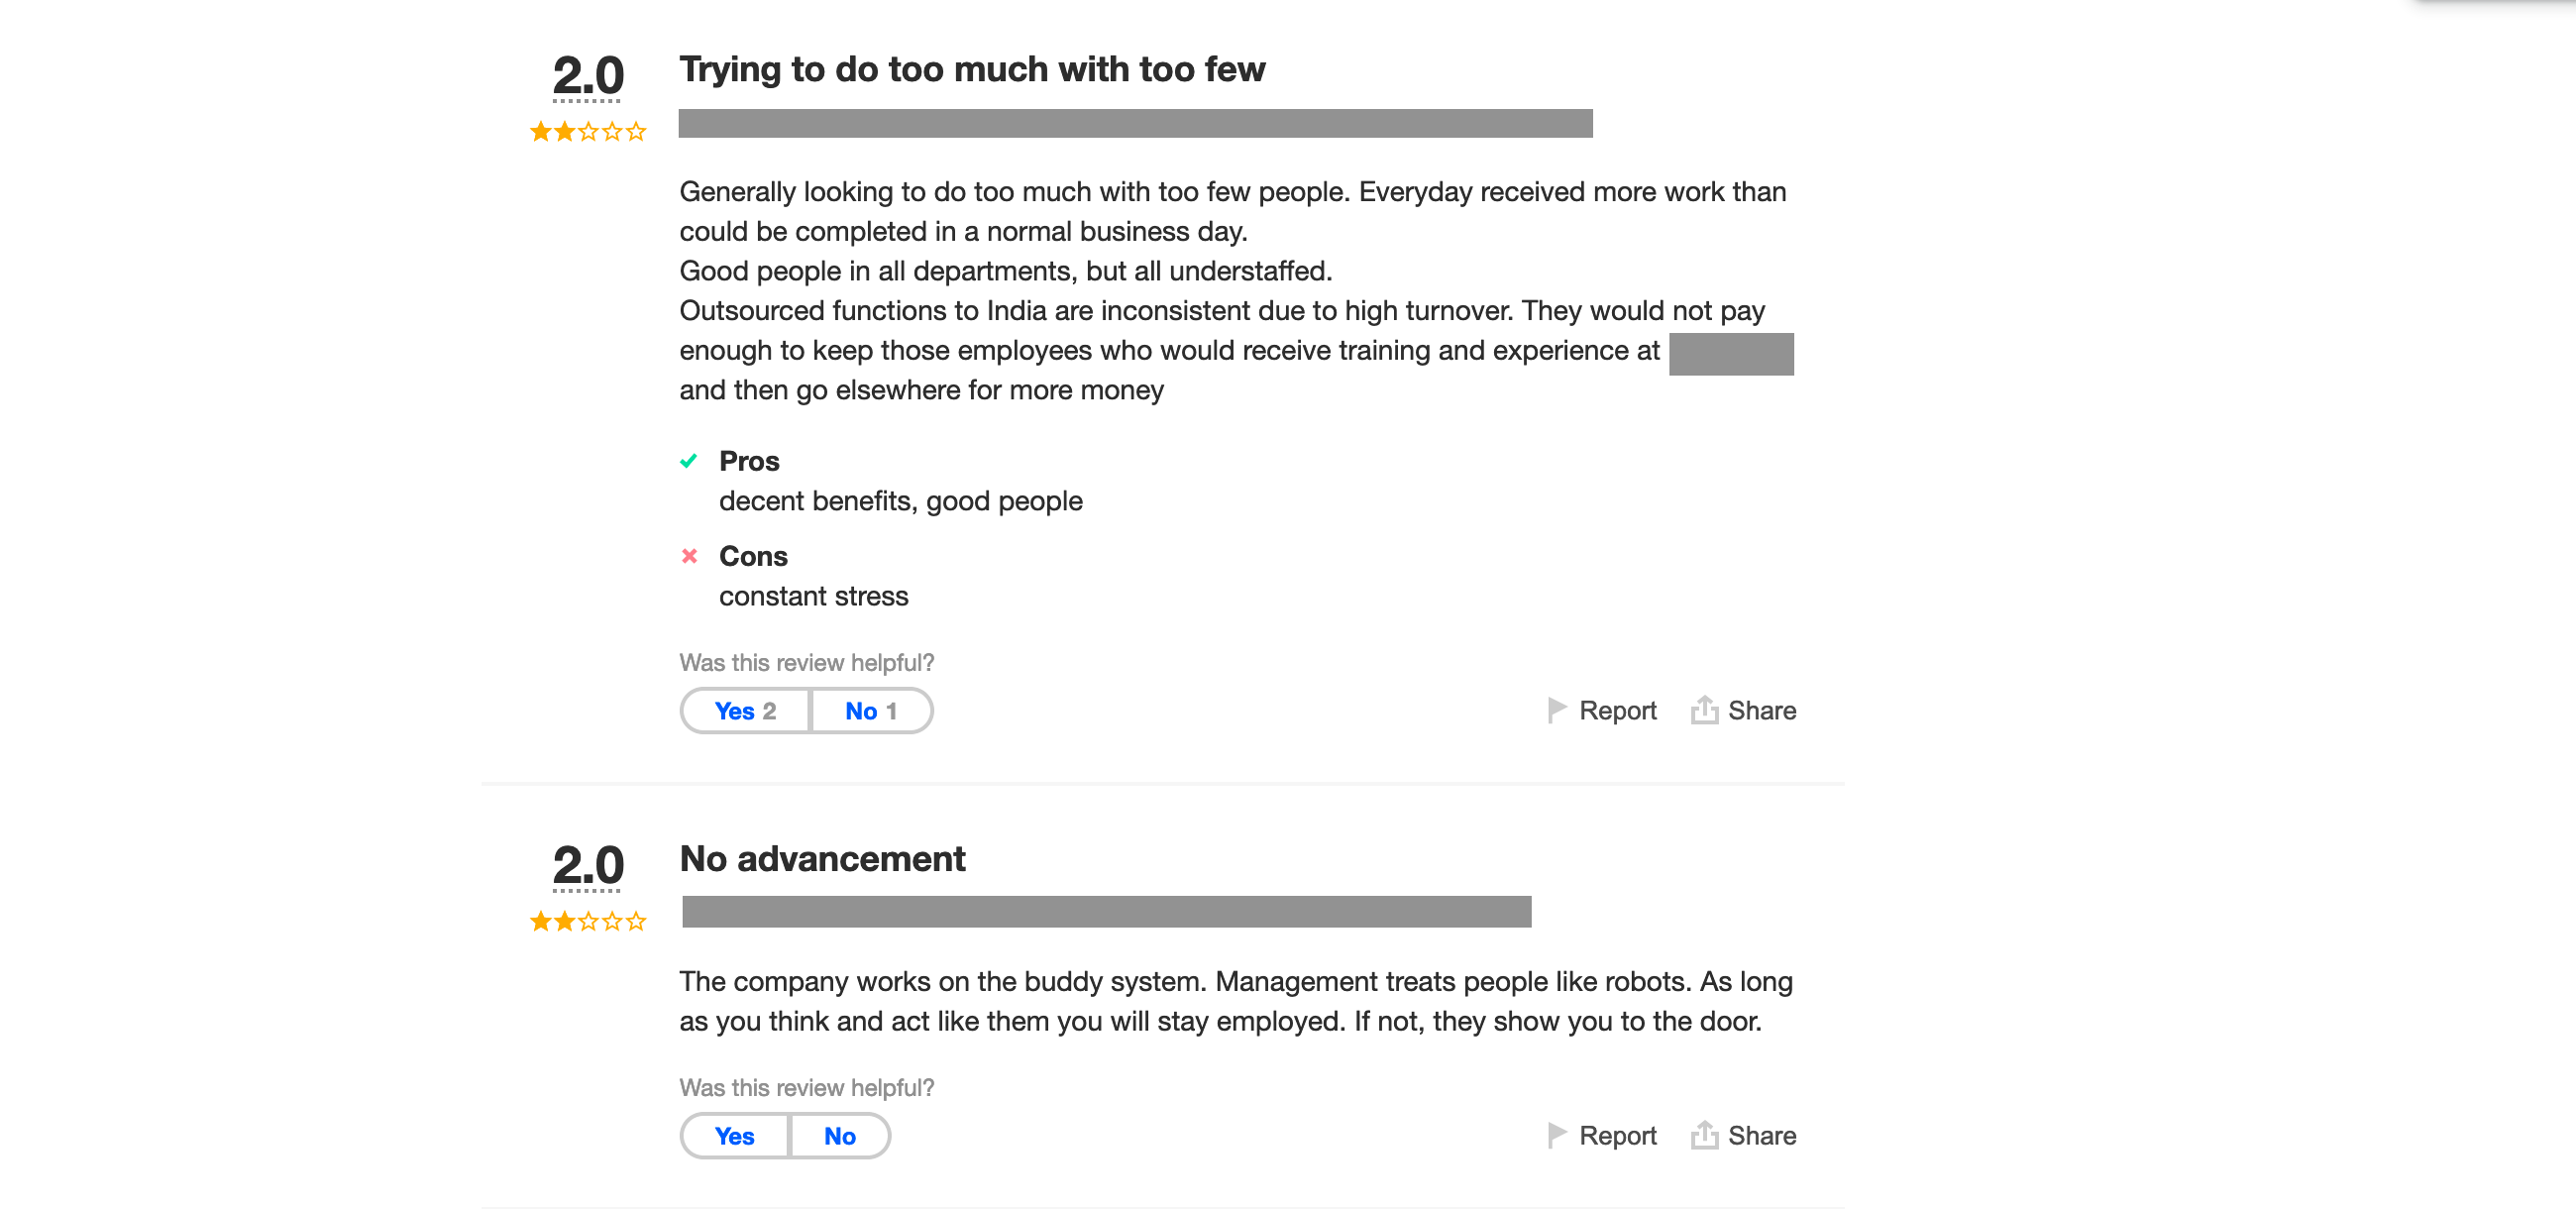 2.0
Trying to do too much with too few
Generally looking to do too much with too few people. Everyday received more work than
could be completed in a normal business day.
Good people in all departments, but all understaffed.
Outsourced functions to India are inconsistent due to high turnover. They would not pay
enough to keep those employees who would receive training and experience at
and then go elsewhere for more money
Pros
decent benefits, good people
Cons
constant stress
Was this review helpful?
Yes 2 No 1 Report Share
2.0
No advancement
The company works on the buddy system. Management treats people like robots. As long
as you think and act like them you will stay employed. If not, they show you to the door.
Was this review helpful?
Yes No Report Share